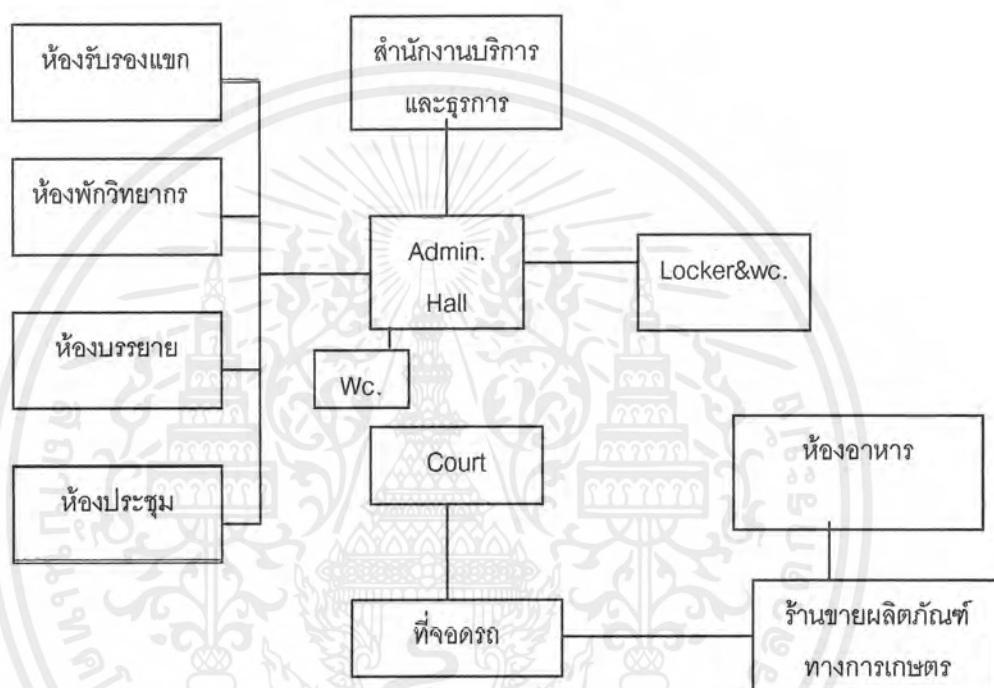 ห้องรับรองแขก
สำนักงานบริการ
และธุรการ
ห้องพักวิทยากร
Admin.
Hall
Locker&wc.
ห้องบรรยาย
Wc.
ห้องประชุม
Court
ห้องอาหาร
ที่จอดรถ
ร้านขายผลิตภัณฑ์
ทางการเกษตร